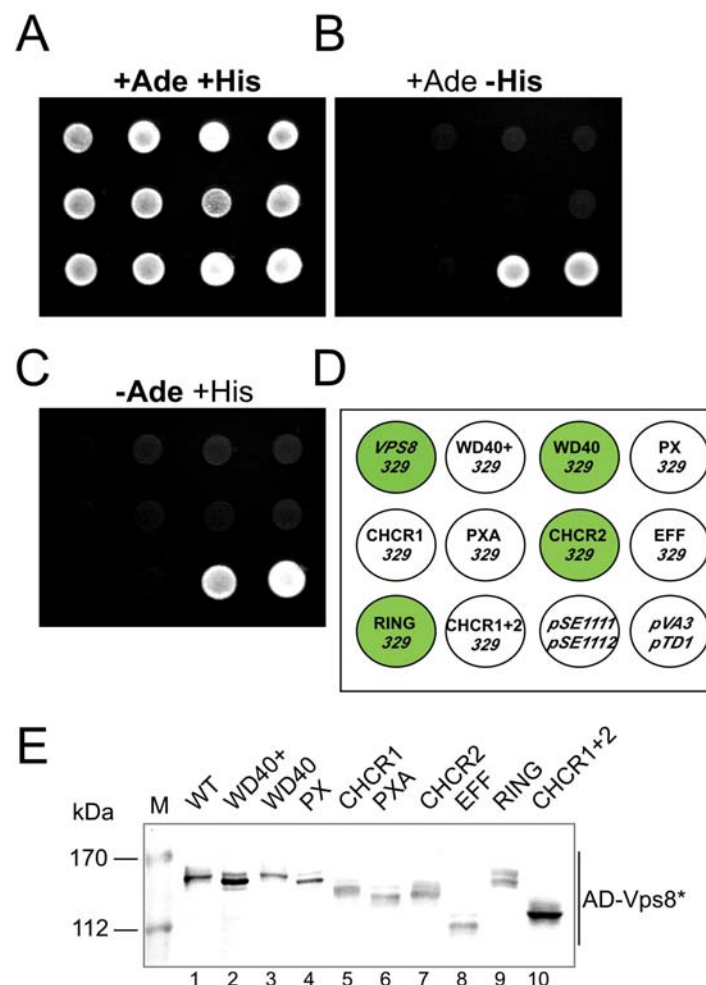 A
+Ade +His
B
+Ade -His
C
-Ade +His
D
VPS8
329
WD40+
329
WD40
329
PX
329
CHCR1
329
PXA
329
CHCR2
329
EFF
329
RING
329
CHCR1+2
329
pSE1111
pSE1112
pVA3
pTD1
E
kDa
M
WT
WD40+
WD40
PX
CHCR1
PXA
CHCR2
EFF
RING
CHCR1+2
170
112
AD-Vps8*
1 2 3 4 5 6 7 8 9 10